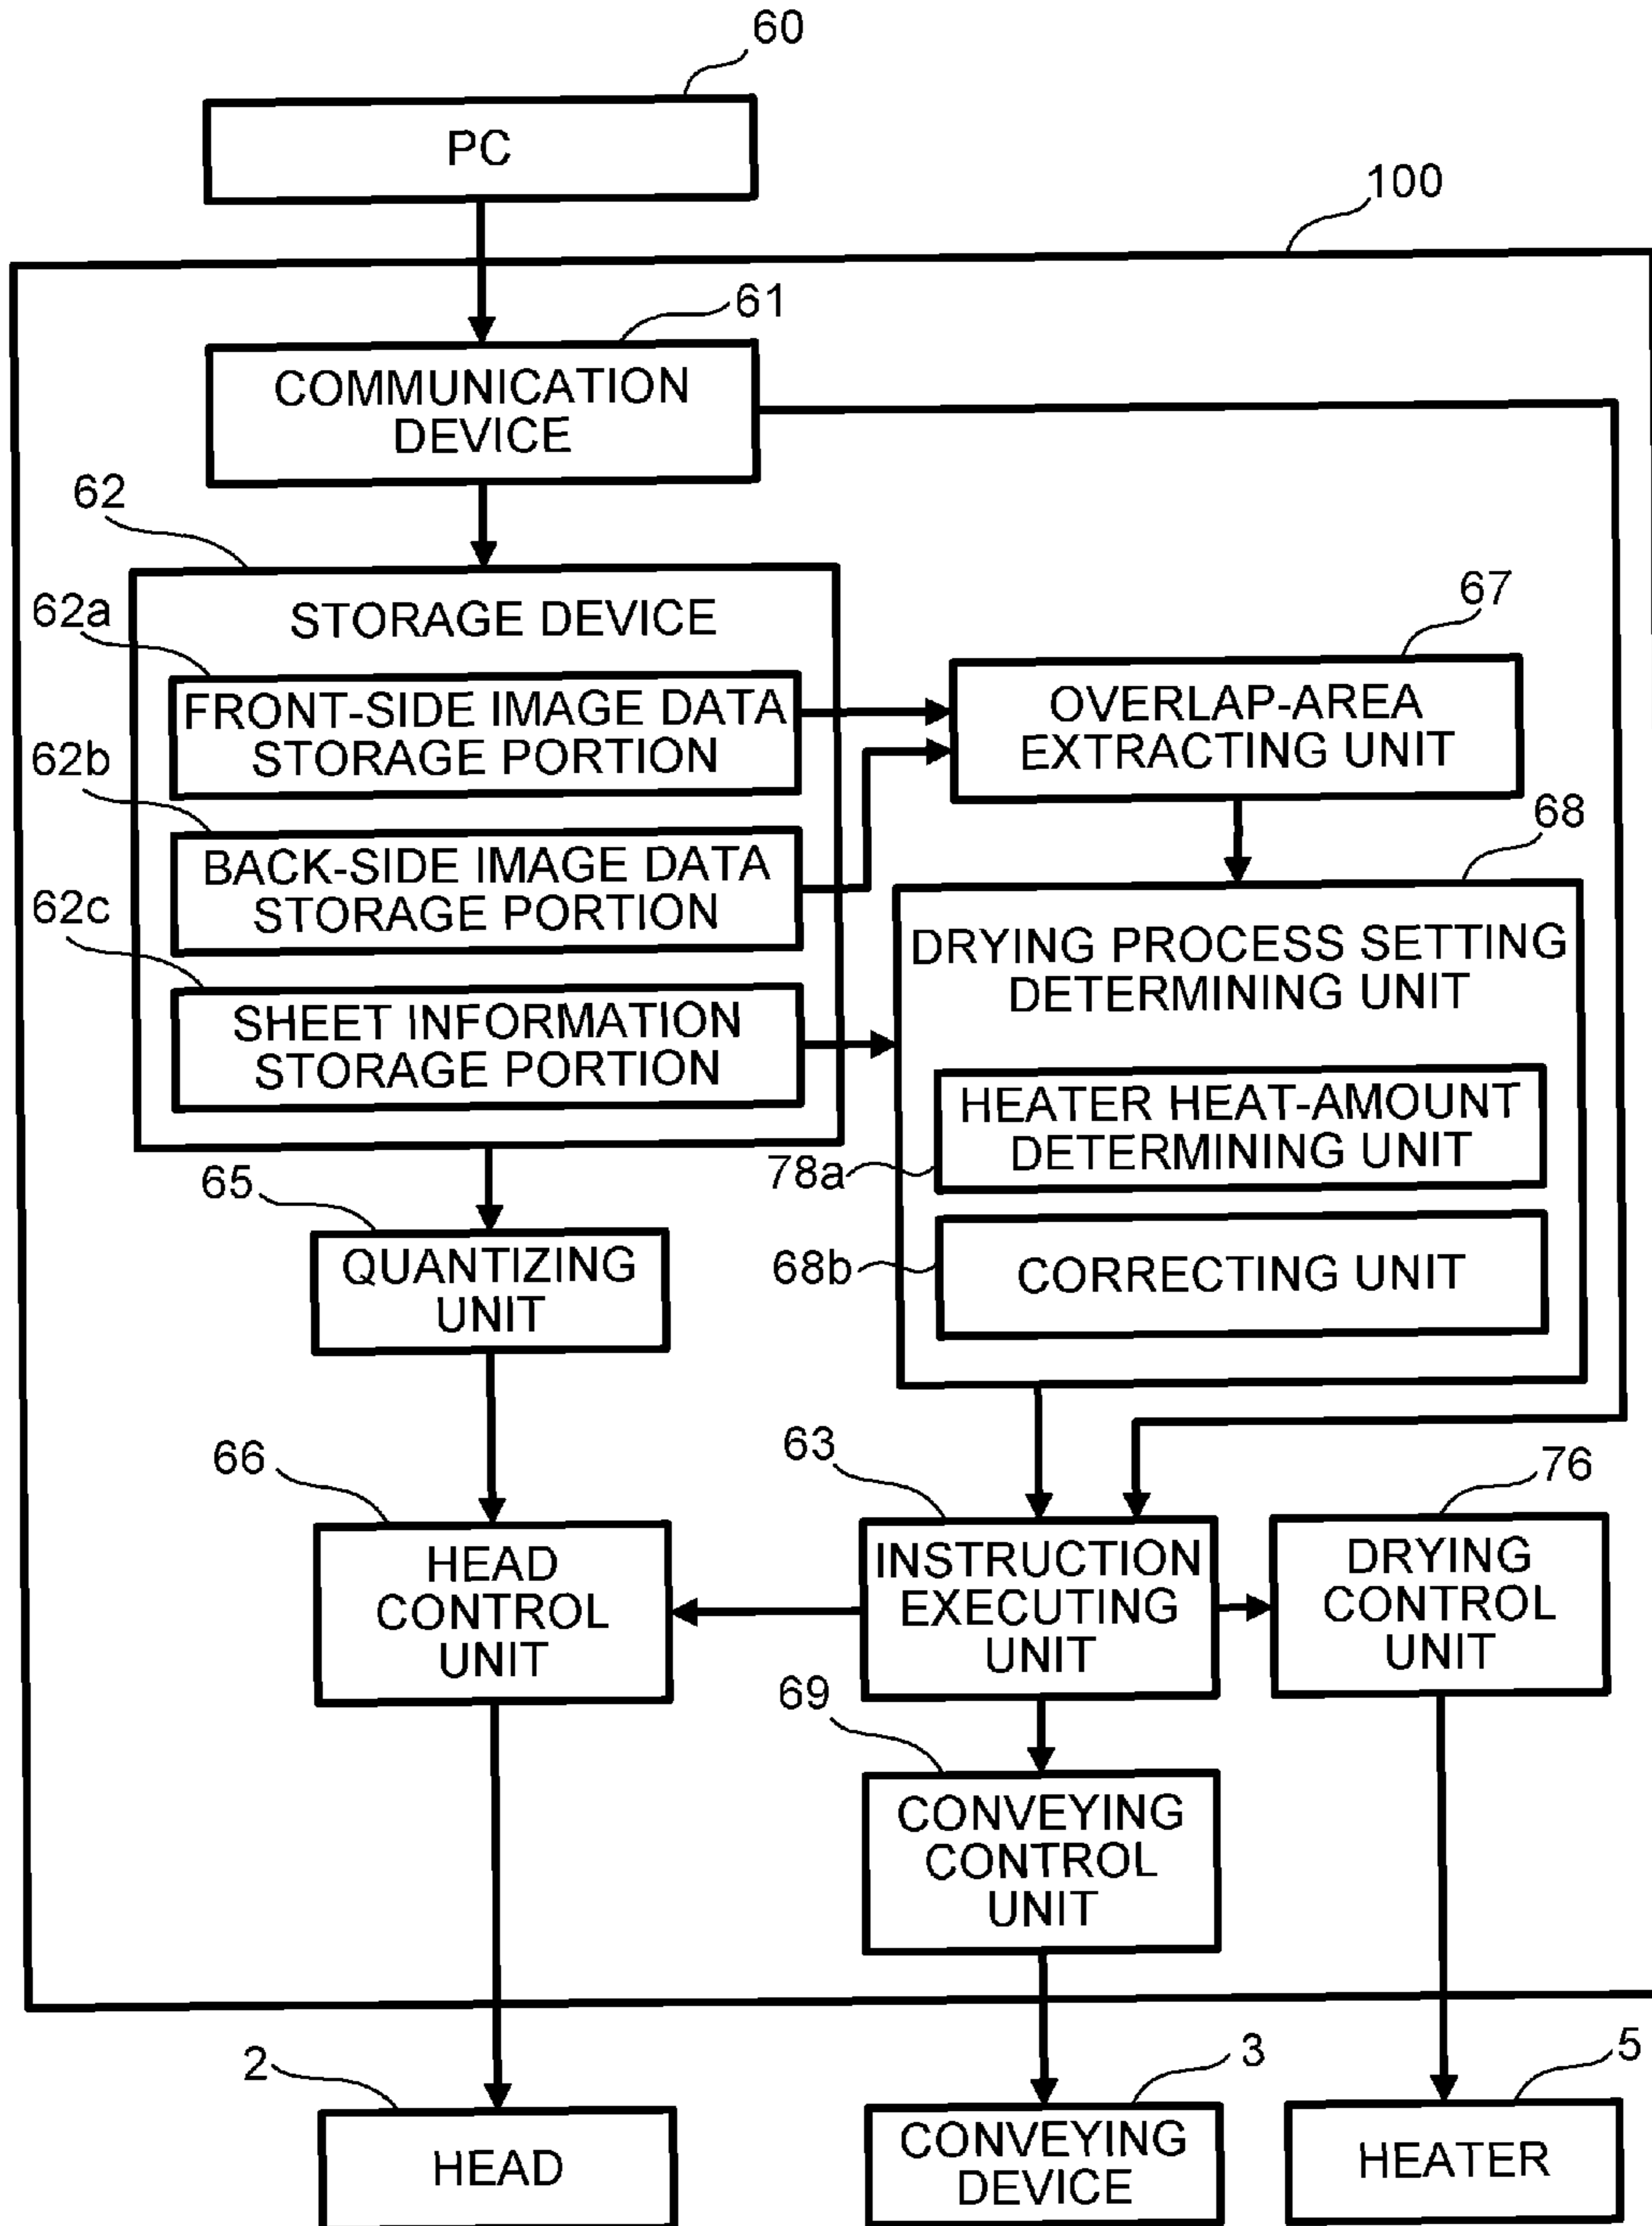 60
PC
100
61
COMMUNICATION
DEVICE
62
62a
STORAGE DEVICE
67
FRONT-SIDE IMAGE DATA
STORAGE PORTION
OVERLAP-AREA
EXTRACTING UNIT
62b
BACK-SIDE IMAGE DATA
STORAGE PORTION
68
62c
DRYING PROCESS SETTING
DETERMINING UNIT
SHEET INFORMATION
STORAGE PORTION
HEATER HEAT-AMOUNT
DETERMINING UNIT
78a
65
QUANTIZING
UNIT
68b
CORRECTING UNIT
66
63
76
HEAD
CONTROL
UNIT
INSTRUCTION
EXECUTING
UNIT
DRYING
CONTROL
UNIT
69
CONVEYING
CONTROL
UNIT
2
3
5
HEAD
CONVEYING
DEVICE
HEATER